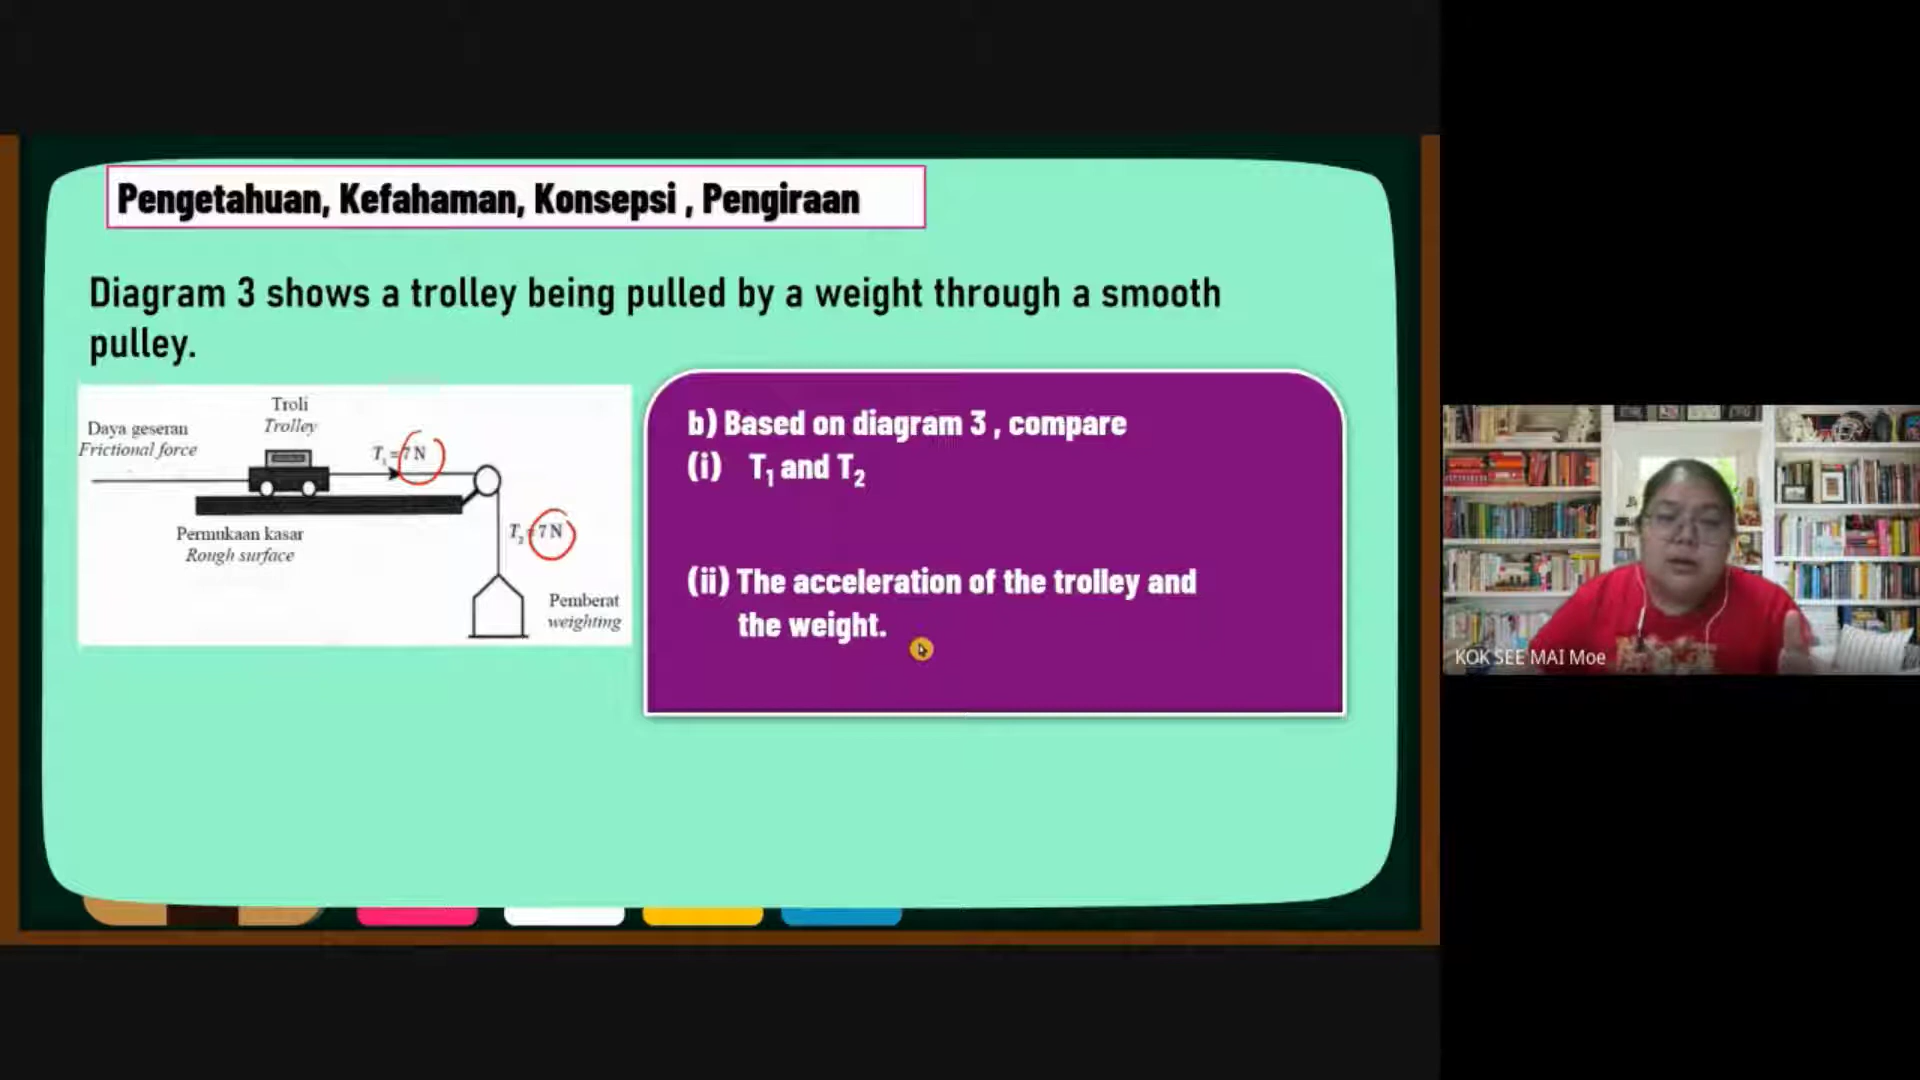 Pengetahuan, Kefahaman, Konsepsi , Pengiraan
Diagram 3 shows a trolley being pulled by a weight through a smooth
pulley.
Troli
Trolley
Daya geseran
Frictional force
T₁ = 7 N
Permukaan kasar
Rough surface
T₂ = 7 N
Pemberat
weighting
b) Based on diagram 3 , compare
(i) T₁ and T₂
(ii) The acceleration of the trolley and
the weight.
KOK SEE MAI Moe